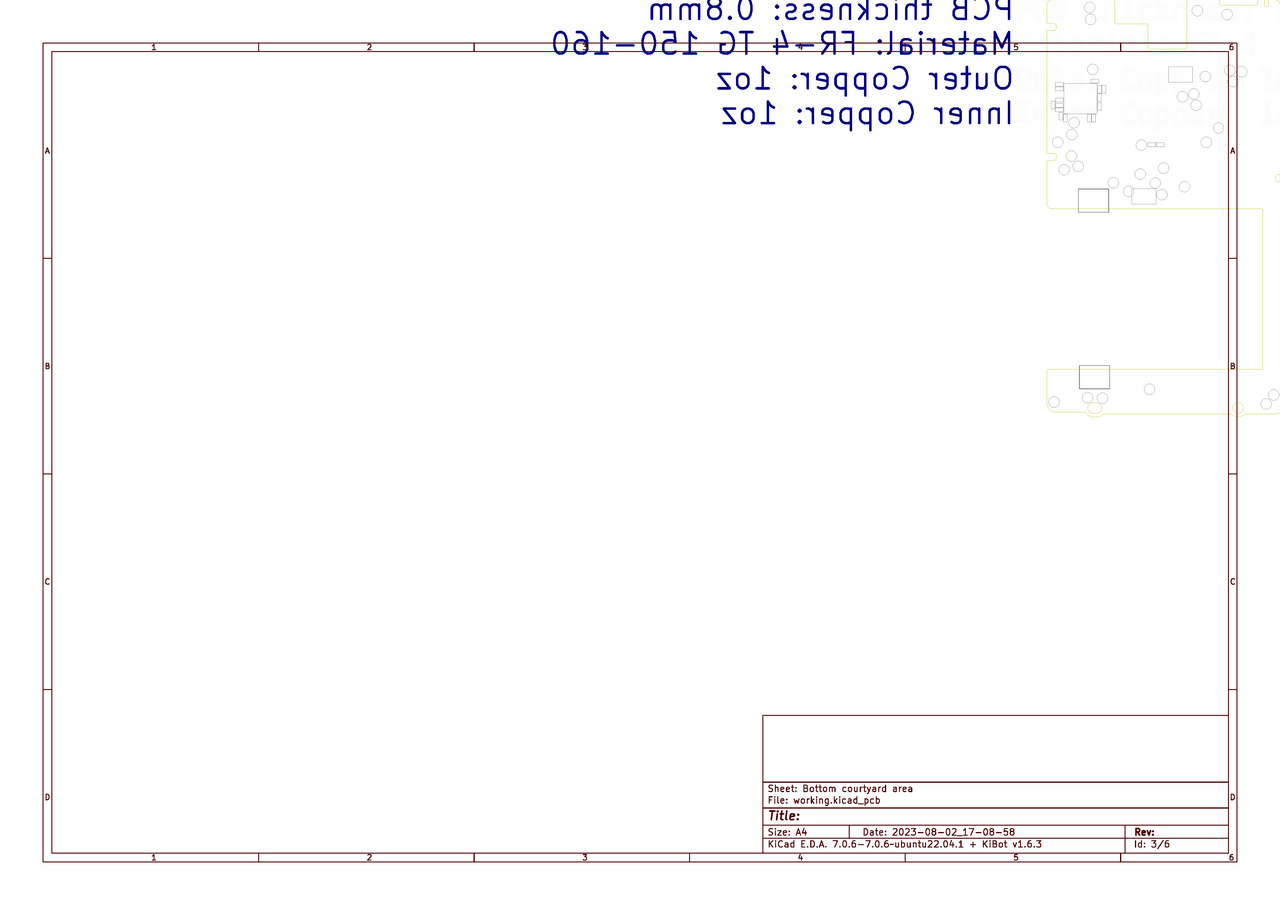 PCB thickness: 0.8mm
Material: FR-4 TG 150-160
Outer Copper: 1oz
Inner Copper: 1oz
1 2 3 4 5 6
A A
B B
C C
D D
Sheet: Bottom courtyard area
File: working.kicad_pcb
Title:
Size: A4 Date: 2023-08-02_17-08-58 Rev:
KiCad E.D.A. 7.0.6-7.0.6~ubuntu22.04.1 + KiBot v1.6.3 Id: 3/6
1 2 3 4 5 6